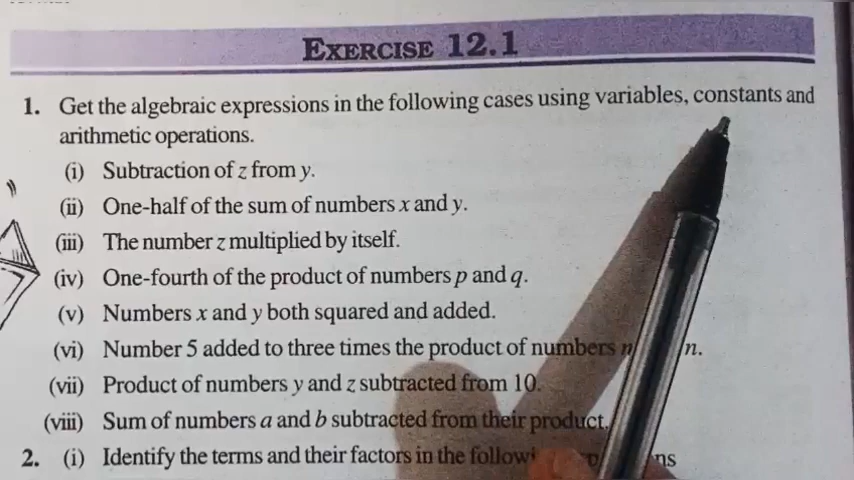 EXERCISE 12.1
1. Get the algebraic expressions in the following cases using variables, constants and
arithmetic operations.
(i) Subtraction of z from y.
(ii) One-half of the sum of numbers x and y.
(iii) The number z multiplied by itself.
(iv) One-fourth of the product of numbers p and q.
(v) Numbers x and y both squared and added.
(vi) Number 5 added to three times the product of numbers n.
(vii) Product of numbers y and z subtracted from 10.
(viii) Sum of numbers a and b subtracted from their product.
2. (i) Identify the terms and their factors in the